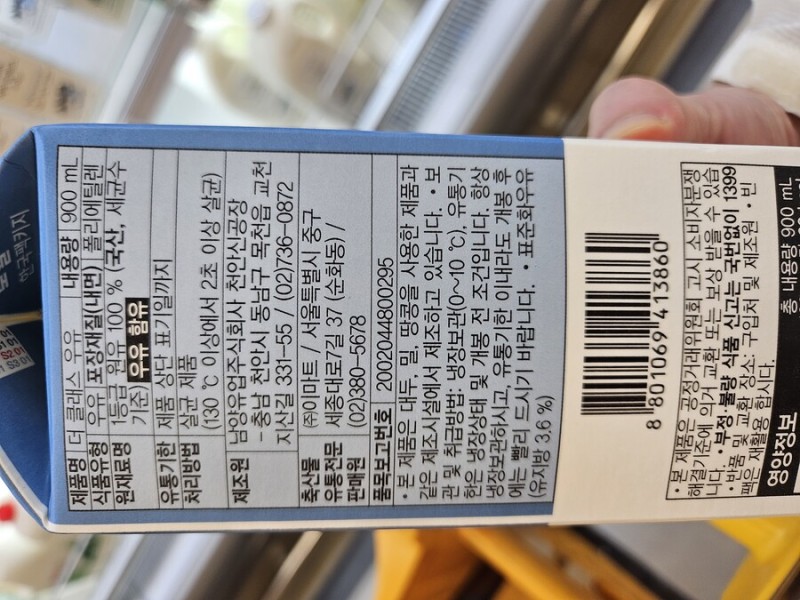 제품명 더 클래스 우유 내용량 900 mL
식품유형 우유 포장재질(내면) 폴리에틸렌
원재료명 1등급 원유 100 % (국산, 세균수
기준) 우유 함유
유통기한 제품 상단 표기일까지
처리방법 살균 제품
(130 ℃ 이상에서 2초 이상 살균)
제조원 남양유업주식회사 천안신공장
-충남 천안시 동남구 목천읍 교천
지산길 331-55 / (02)736-0872
축산물 유통전문 판매원 ㈜이마트 / 서울특별시 중구
세종대로7길 37 (순화동) /
(02)380-5678
품목보고번호 2002044800295
• 본 제품은 대두, 밀, 땅콩을 사용한 제품과
같은 제조시설에서 제조하고 있습니다. • 보
관 및 취급방법: 냉장보관(0~10 ℃), 유통기
한은 냉장상태 및 개봉 전 조건입니다. 항상
냉장보관하시고, 유통기한 이내라도 개봉 후
에는 빨리 드시기 바랍니다. • 표준화우유
(유지방 3.6 %)
8 801069 413860
• 본 제품은 공정거래위원회 고시 소비자분쟁
해결기준에 의거 교환 또는 보상 받을 수 있습
니다. • 부정·불량 식품 신고는 국번없이 1399
• 반품 및 교환 장소: 구입처 및 제조원 • 빈
팩은 재활용 합시다.
영양정보 총 내용량 900 mL